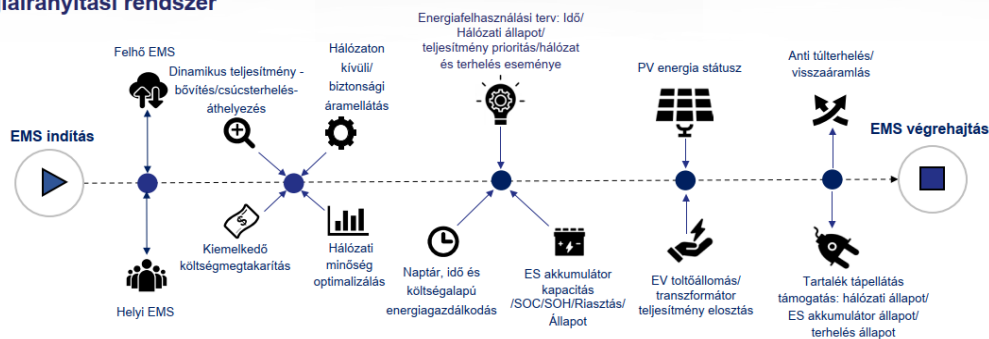 giairányítási rendszer
Energiafelhasználási terv: Idő/
Hálózati állapot/
teljesítmény prioritás/hálózat
és terhelés eseménye
Felhő EMS
Dinamikus teljesítmény -
bővítés/csúcsterhelés-
áthelyezés
Hálózaton
kívüli/
biztonsági
áramellátás
PV energia státusz
Anti túlterhelés/
visszaáramlás
EMS indítás
EMS végrehajtás
Kiemelkedő
költségmegtakarítás
Hálózati
minőség
optimalizálás
Naptár, idő és
költségalapú
energiagazdálkodás
ES akkumulátor
kapacitás
/SOC/SOH/Riasztás/
Állapot
EV toltőállomás/
transzformátor
teljesítmény elosztás
Tartalék tápellátás
támogatás: hálózati állapot/
ES akkumulátor állapot/
terhelés állapot
Helyi EMS